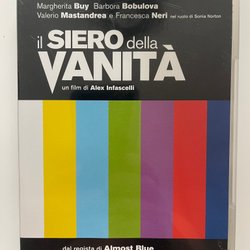 Margherita Buy Barbora Bobulova
Valerio Mastandrea e Francesca Neri nel ruolo di Sonia Norton
il SIERO della
VANITÀ
un film di Alex Infascelli
dal regista di Almost Blue